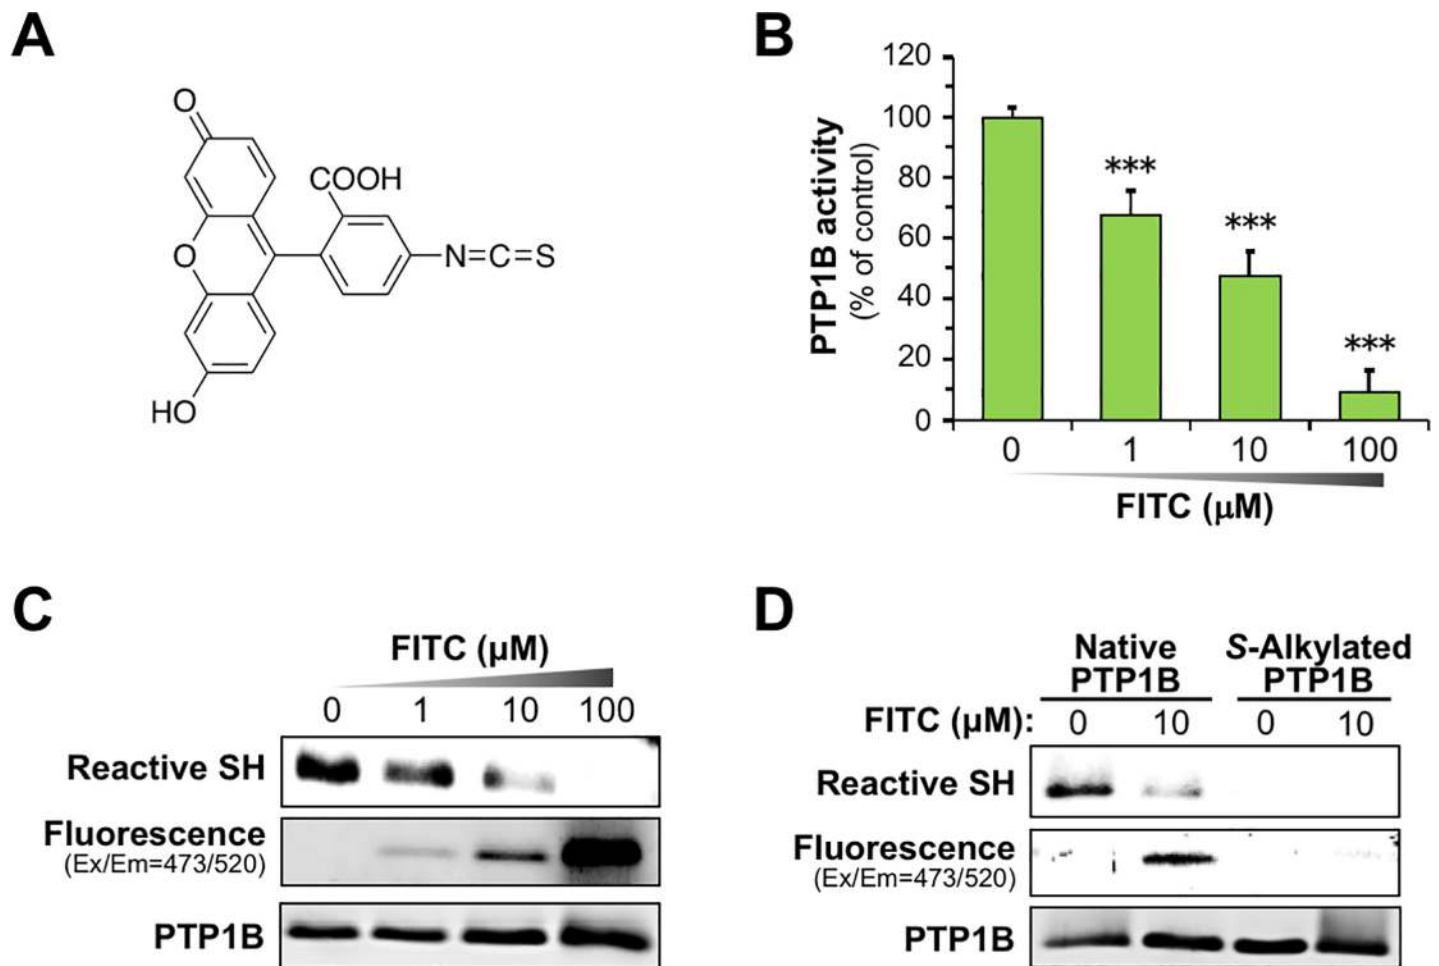 A
O
COOH
O
N=C=S
HO
B
120
100
80
60
40
20
0
PTP1B activity
(% of control)
***
***
***
0 1 10 100
FITC (μM)
C
FITC (μM)
0 1 10 100
Reactive SH
Fluorescence
(Ex/Em=473/520)
PTP1B
D
Native S-Alkylated
PTP1B PTP1B
FITC (μM): 0 10 0 10
Reactive SH
Fluorescence
(Ex/Em=473/520)
PTP1B